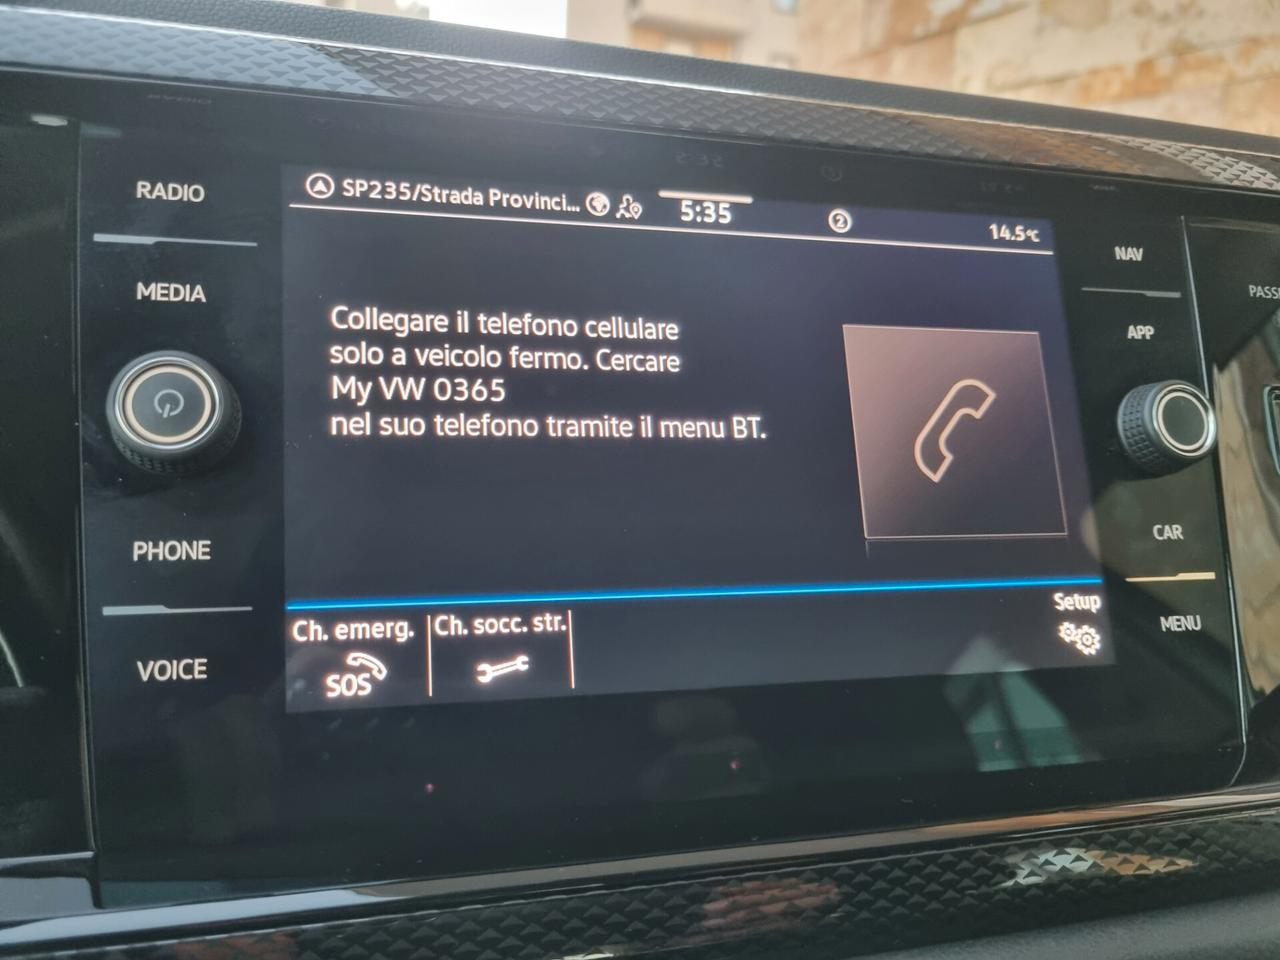 RADIO
MEDIA
PHONE
VOICE
SP235/Strada Provinci...
5:35
2
14.5°C
Collegare il telefono cellulare
solo a veicolo fermo. Cercare
My VW 0365
nel suo telefono tramite il menu BT.
Ch. emerg.
SOS
Ch. socc. str.
Setup
NAV
APP
CAR
MENU